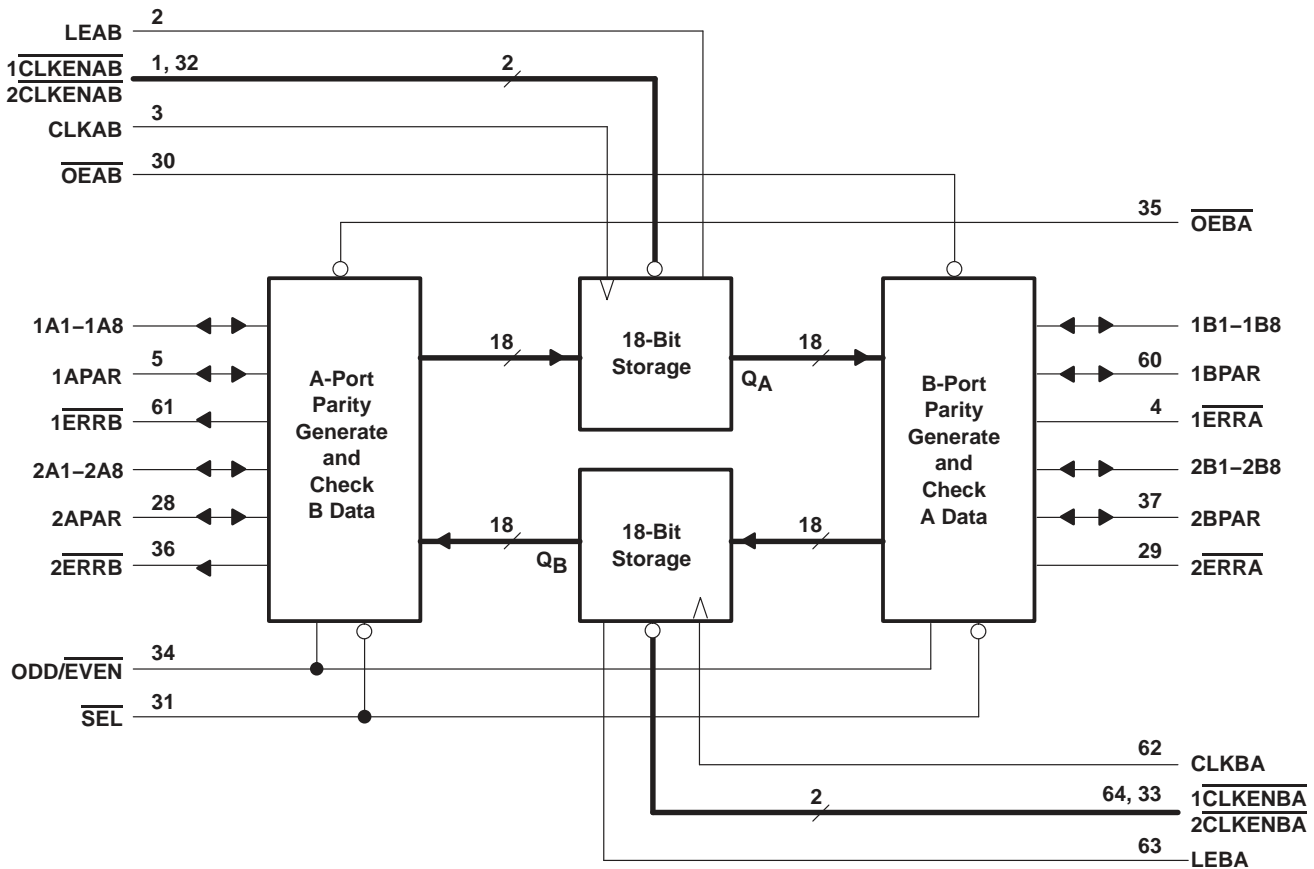 LEAB 2
1CLKENAB 1, 32 2
2CLKENAB
CLKAB 3
OEAB 30
35 OEBA
1A1–1A8
5
1APAR
61
1ERRB
2A1–2A8
28
2APAR
36
2ERRB
A-Port
Parity
Generate
and
Check
B Data
18
18-Bit
Storage
18
QA
18
QB
18-Bit
Storage
18
B-Port
Parity
Generate
and
Check
A Data
1B1–1B8
60
1BPAR
4
1ERRA
2B1–2B8
37
2BPAR
29
2ERRA
ODD/EVEN 34
SEL 31
62 CLKBA
2 64, 33 1CLKENBA
2CLKENBA
63 LEBA